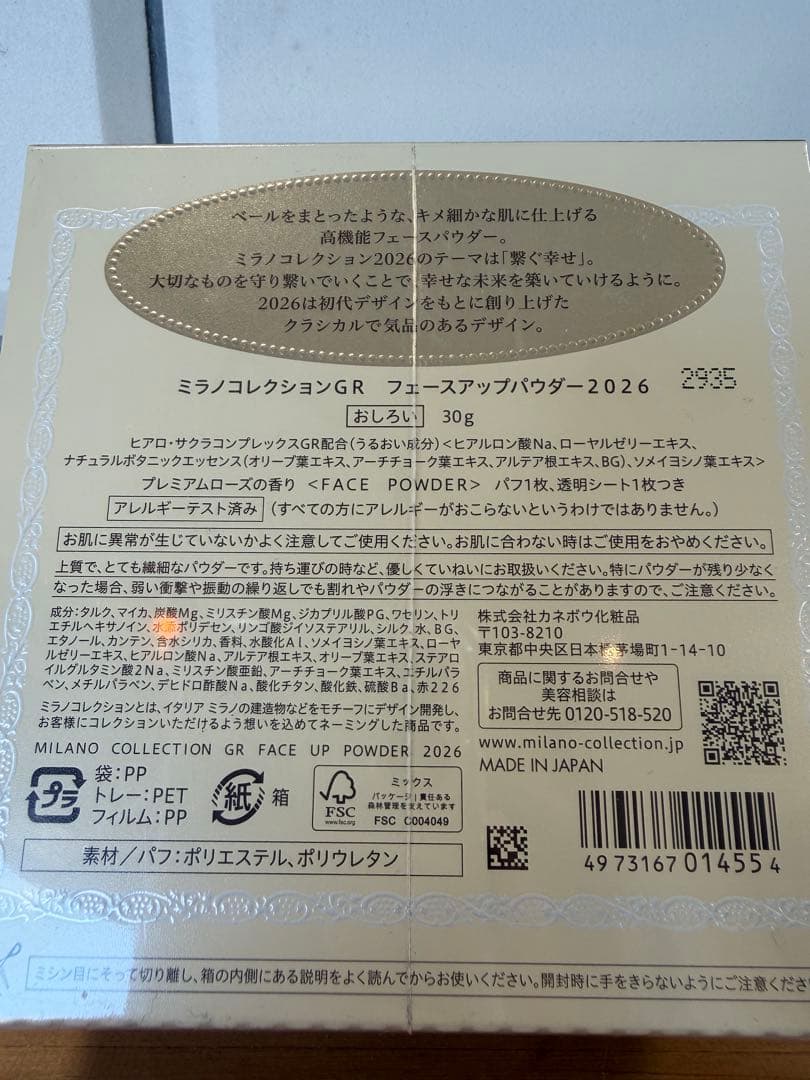 ベールをまとったような、キメ細かな肌に仕上げる
高機能フェースパウダー。
ミラノコレクション2026のテーマは「繋ぐ幸せ」。
大切なものを守り繋いでいくことで、幸せな未来を築いていけるように。
2026は初代デザインをもとに創り上げた
クラシカルで気品のあるデザイン。
ミラノコレクションGR フェースアップパウダー2026 2935
おしろい 30g
ヒアロ・サクラコンプレックスGR配合(うるおい成分)<ヒアルロン酸Na、ローヤルゼリーエキス、
ナチュラルボタニックエッセンス(オリーブ葉エキス、アーチチョーク葉エキス、アルテア根エキス、BG)、ソメイヨシノ葉エキス>
プレミアムローズの香り <FACE POWDER> パフ1枚、透明シート1枚つき
アレルギーテスト済み (すべての方にアレルギーがおこらないというわけではありません。)
お肌に異常が生じていないかよく注意してご使用ください。お肌に合わない時はご使用をおやめください。
上質で、とても繊細なパウダーです。持ち運びの時など、優しくていねいにお取扱いください。特にパウダーが残り少なく
なった場合、弱い衝撃や振動の繰り返しでも割れやパウダーの浮きにつながることがありますので、ご注意ください。
成分:タルク、マイカ、炭酸Mg、ミリスチン酸Mg、ジカプリル酸PG、ワセリン、トリ
エチルヘキサノイン、水添ポリデセン、リンゴ酸ジイソステアリル、シルク、水、BG、
エタノール、カンテン、含水シリカ、香料、水酸化Al、ソメイヨシノ葉エキス、ローヤ
ルゼリーエキス、ヒアルロン酸Na、アルテア根エキス、オリーブ葉エキス、ステアロ
イルグルタミン酸2Na、ミリスチン酸亜鉛、アーチチョーク葉エキス、エチルパラ
ベン、メチルパラベン、デヒドロ酢酸Na、酸化チタン、酸化鉄、硫酸Ba、赤226
ミラノコレクションとは、イタリア ミラノの建造物などをモチーフにデザイン開発し、
お客様にコレクションいただけるよう想いを込めてネーミングした商品です。
MILANO COLLECTION GR FACE UP POWDER 2026
株式会社カネボウ化粧品
〒103-8210
東京都中央区日本橋茅場町1-14-10
商品に関するお問合せや
美容相談は
お問合せ先 0120-518-520
www.milano-collection.jp
MADE IN JAPAN
プラ
袋:PP
トレー:PET
フィルム:PP
紙 箱
FSC
www.fsc.org
ミックス
パッケージ|責任ある
森林管理を支えています
FSC C004049
素材/パフ:ポリエステル、ポリウレタン
4973167014554
ミシン目にそって切り離し、箱の内側にある説明をよく読んでからお使いください。開封時に手をきらないようにご注意くださ